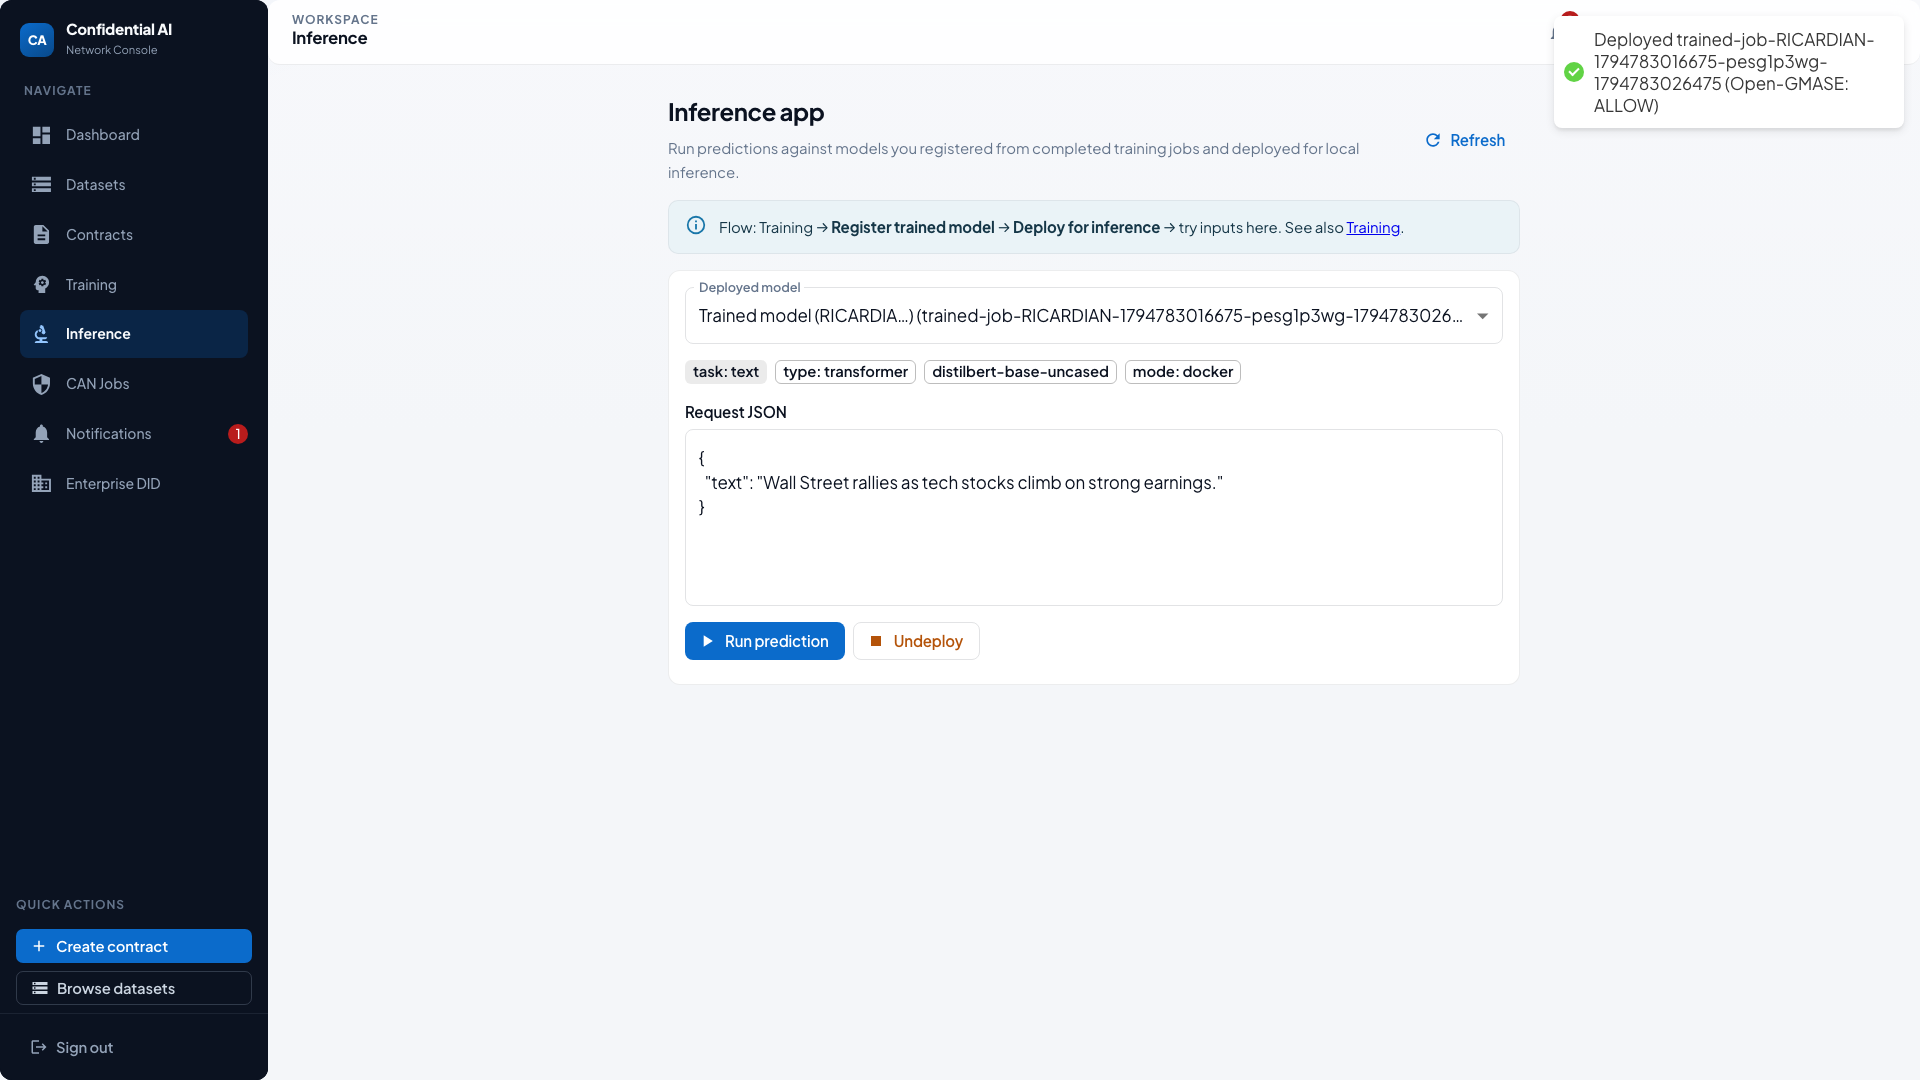 CA
Confidential AI
Network Console
NAVIGATE
Dashboard
Datasets
Contracts
Training
Inference
CAN Jobs
Notifications
1
Enterprise DID
QUICK ACTIONS
Create contract
Browse datasets
Sign out
WORKSPACE
Inference
Deployed trained-job-RICARDIAN-
1794783016675-pesg1p3wg-
1794783026475 (Open-GMASE:
ALLOW)
Inference app
Run predictions against models you registered from completed training jobs and deployed for local
inference.
Refresh
Flow: Training → Register trained model → Deploy for inference → try inputs here. See also Training.
Deployed model
Trained model (RICARDIA...) (trained-job-RICARDIAN-1794783016675-pesg1p3wg-1794783026...
task: text
type: transformer
distilbert-base-uncased
mode: docker
Request JSON
{
"text": "Wall Street rallies as tech stocks climb on strong earnings."
}
Run prediction
Undeploy